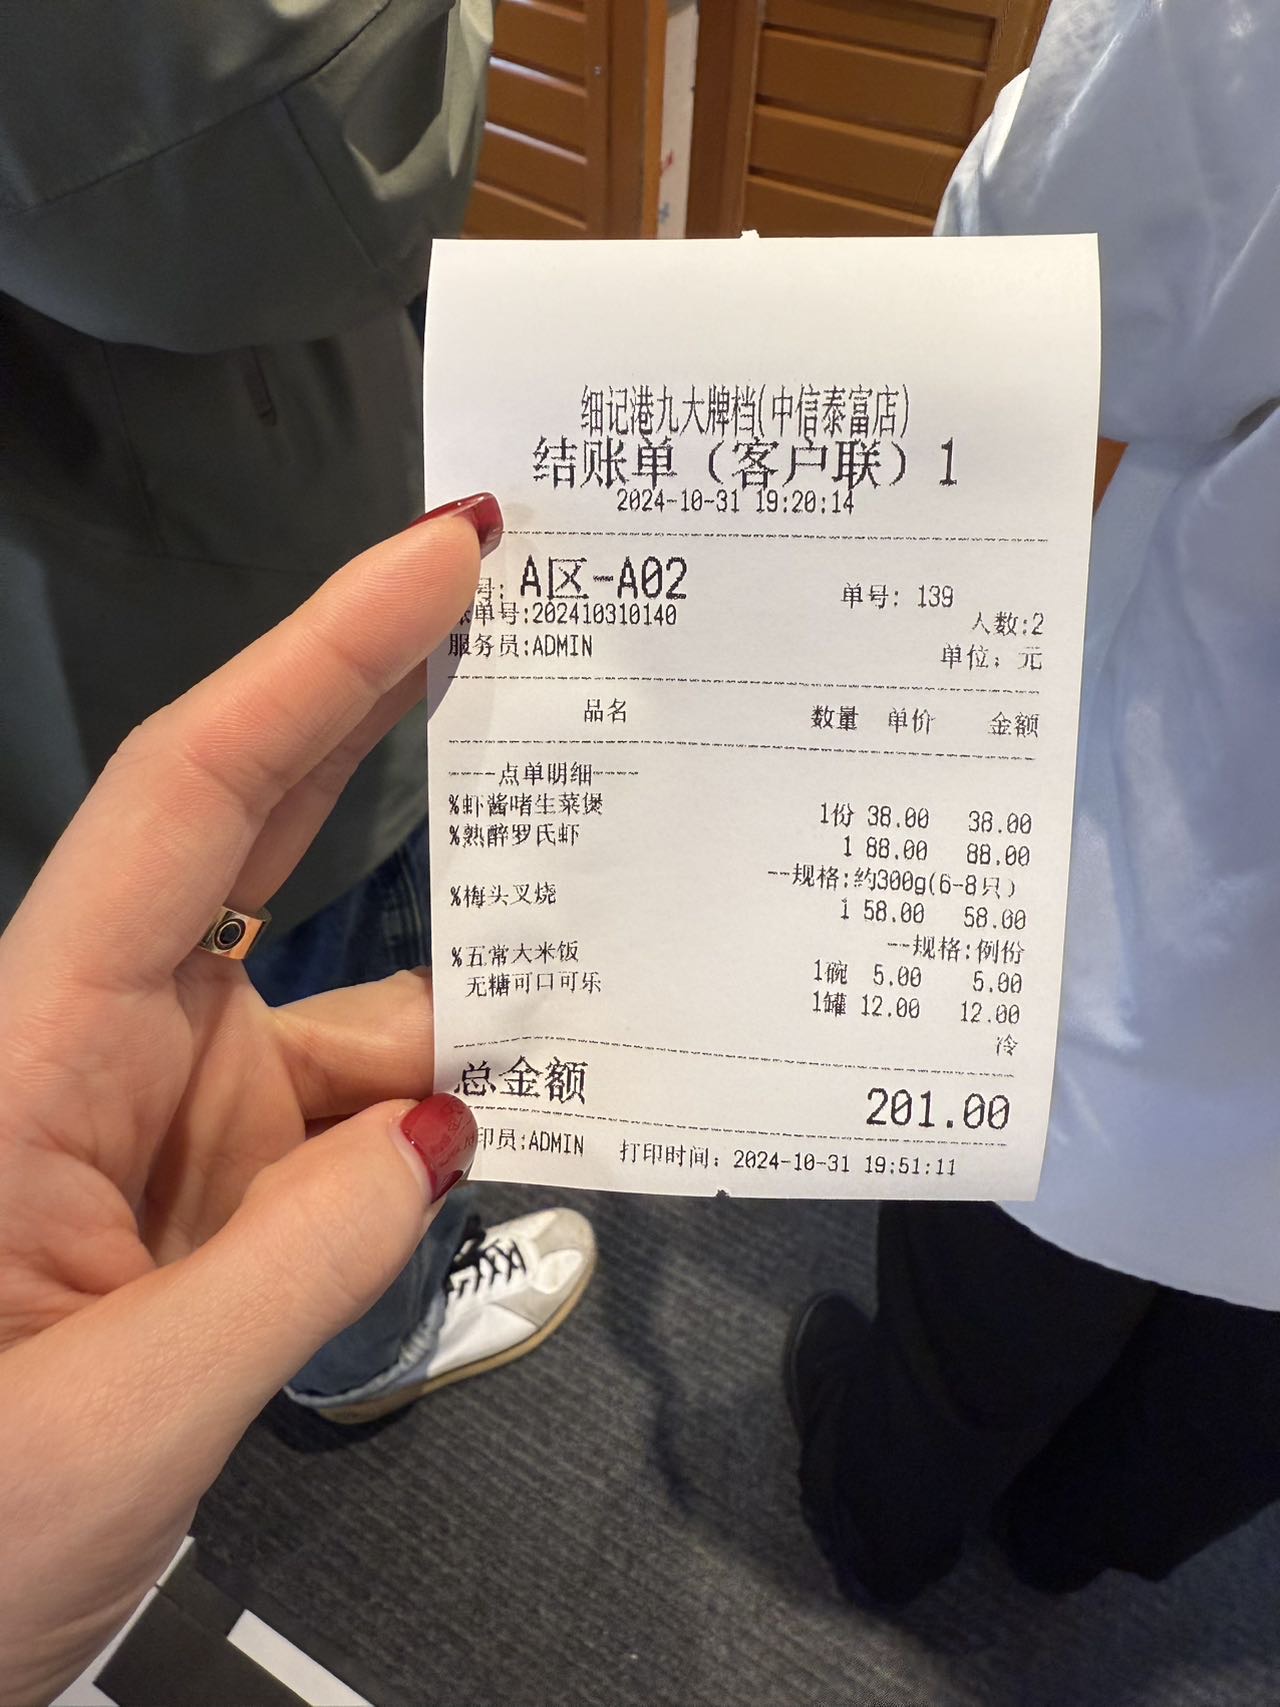 细记港九大牌档(中信泰富店)
结账单（客户联）1
2024-10-31 19:20:14
号: A区-A02 单号: 139
账单号:202410310140 人数:2
服务员:ADMIN 单位: 元
品名 数量 单价 金额
----点单明细----
%虾酱啫生菜煲 1份 38.00 38.00
%熟醉罗氏虾 1 88.00 88.00
--规格:约300g(6-8只)
%梅头叉烧 1 58.00 58.00
--规格:例份
%五常大米饭 1碗 5.00 5.00
无糖可口可乐 1罐 12.00 12.00
冷
总金额 201.00
印员:ADMIN 打印时间: 2024-10-31 19:51:11